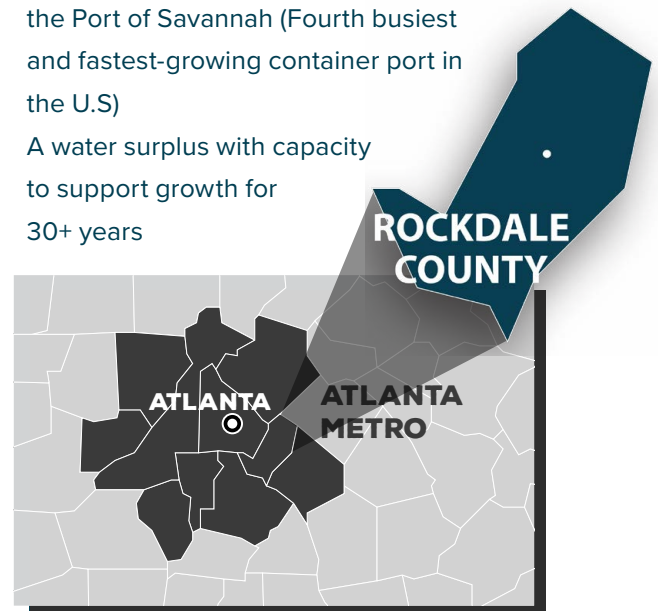 the Port of Savannah (Fourth busiest
and fastest-growing container port in
the U.S)
A water surplus with capacity
to support growth for
30+ years
ROCKDALE
COUNTY
ATLANTA
ATLANTA
METRO